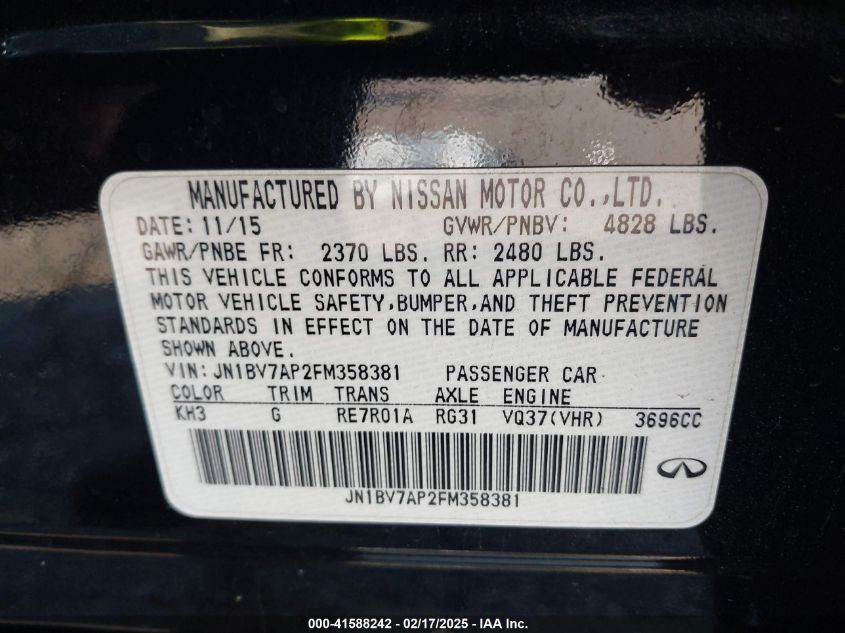 MANUFACTURED BY NISSAN MOTOR CO.,LTD.
DATE: 11/15 GVWR/PNBV: 4828 LBS.
GAWR/PNBE FR: 2370 LBS. RR: 2480 LBS.
THIS VEHICLE CONFORMS TO ALL APPLICABLE FEDERAL
MOTOR VEHICLE SAFETY,BUMPER,AND THEFT PREVENTION
STANDARDS IN EFFECT ON THE DATE OF MANUFACTURE
SHOWN ABOVE.
VIN: JN1BV7AP2FM358381 PASSENGER CAR
COLOR TRIM TRANS AXLE ENGINE
KH3 G RE7R01A RG31 VQ37(VHR) 3696CC
JN1BV7AP2FM358381
000-41588242 - 02/17/2025 - IAA Inc.